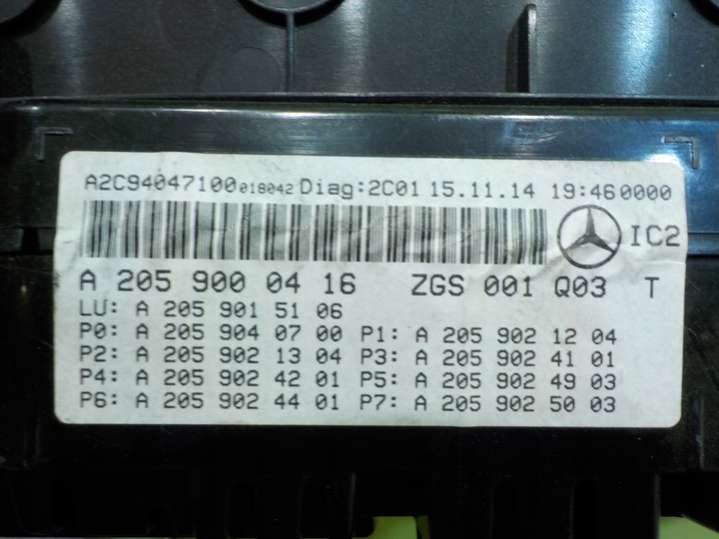 A2C94047100018042 Diag:2C01 15.11.14 19:460000
IC2
A 205 900 04 16 ZGS 001 Q03 T
LU: A 205 901 51 06
P0: A 205 904 07 00 P1: A 205 902 12 04
P2: A 205 902 13 04 P3: A 205 902 41 01
P4: A 205 902 42 01 P5: A 205 902 49 03
P6: A 205 902 44 01 P7: A 205 902 50 03